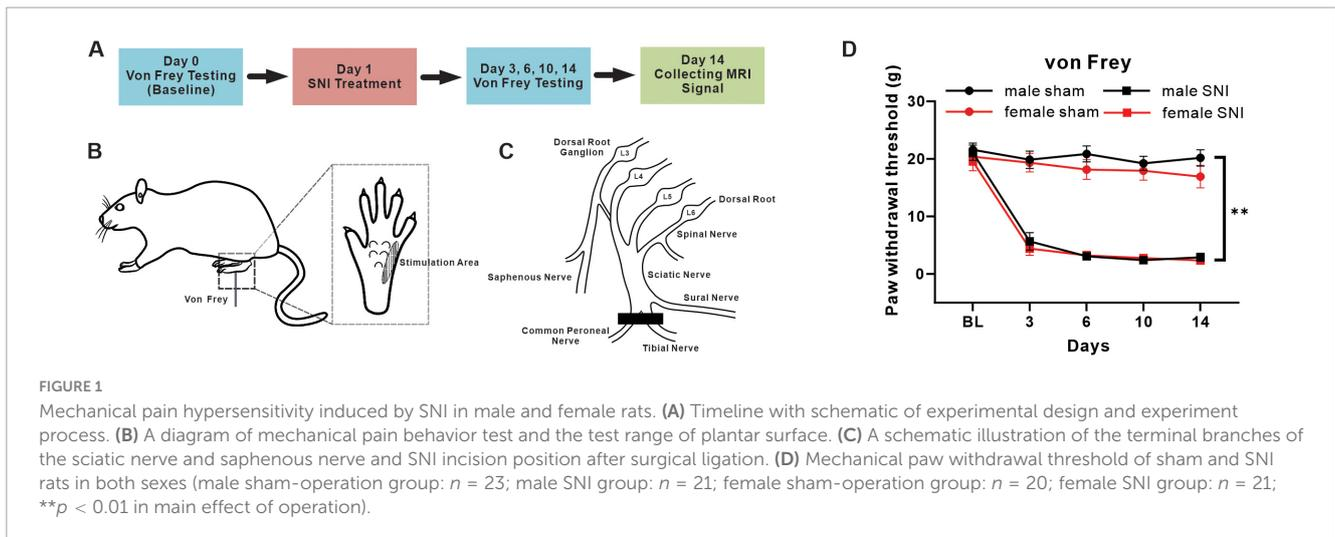 A
Day 0
Von Frey Testing
(Baseline)
Day 1
SNI Treatment
Day 3, 6, 10, 14
Von Frey Testing
Day 14
Collecting MRI
Signal
B
Von Frey
Stimulation Area
C
Dorsal Root
Ganglion
L3
L4
L5
L6
Dorsal Root
Spinal Nerve
Saphenous Nerve
Sciatic Nerve
Sural Nerve
Common Peroneal
Nerve
Tibial Nerve
D
von Frey
male sham
male SNI
female sham
female SNI
Paw withdrawal threshold (g)
30
20
10
0
**
BL
3
6
10
14
Days
FIGURE 1
Mechanical pain hypersensitivity induced by SNI in male and female rats. (A) Timeline with schematic of experimental design and experiment
process. (B) A diagram of mechanical pain behavior test and the test range of plantar surface. (C) A schematic illustration of the terminal branches of
the sciatic nerve and saphenous nerve and SNI incision position after surgical ligation. (D) Mechanical paw withdrawal threshold of sham and SNI
rats in both sexes (male sham-operation group: n = 23; male SNI group: n = 21; female sham-operation group: n = 20; female SNI group: n = 21;
**p < 0.01 in main effect of operation).